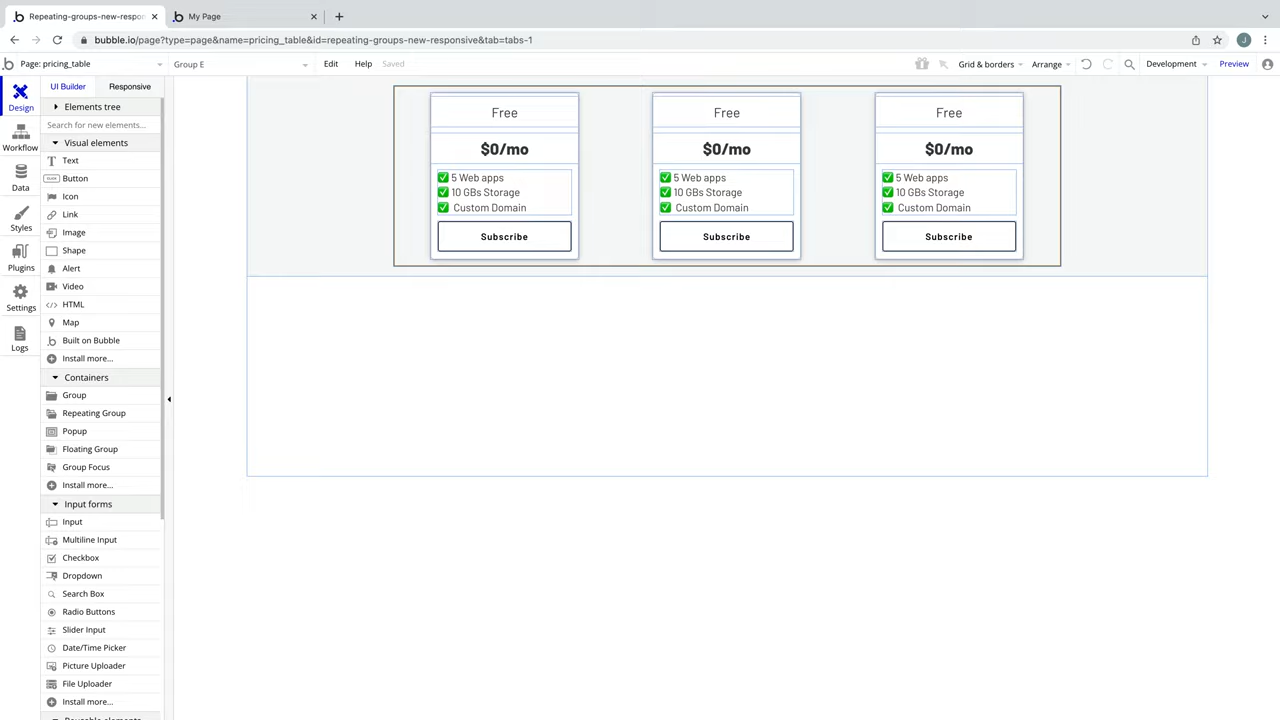 Repeating-groups-new-respon
My Page
bubble.io/page?type=page&name=pricing_table&id=repeating-groups-new-responsive&tab=tabs-1
J
Page: pricing_table
Group E
Edit
Help
Saved
Grid & borders
Arrange
Development
Preview
Design
Workflow
Data
Styles
Plugins
Settings
Logs
UI Builder
Responsive
Elements tree
Search for new elements...
Visual elements
Text
CLICK
Button
Icon
Link
Image
Shape
Alert
Video
HTML
Map
Built on Bubble
Install more...
Containers
Group
Repeating Group
Popup
Floating Group
Group Focus
Install more...
Input forms
Input
Multiline Input
Checkbox
Dropdown
Search Box
Radio Buttons
Slider Input
Date/Time Picker
Picture Uploader
File Uploader
Install more...
Reusable elements
Free
$0/mo
✅ 5 Web apps
✅ 10 GBs Storage
✅ Custom Domain
Subscribe
Free
$0/mo
✅ 5 Web apps
✅ 10 GBs Storage
✅ Custom Domain
Subscribe
Free
$0/mo
✅ 5 Web apps
✅ 10 GBs Storage
✅ Custom Domain
Subscribe